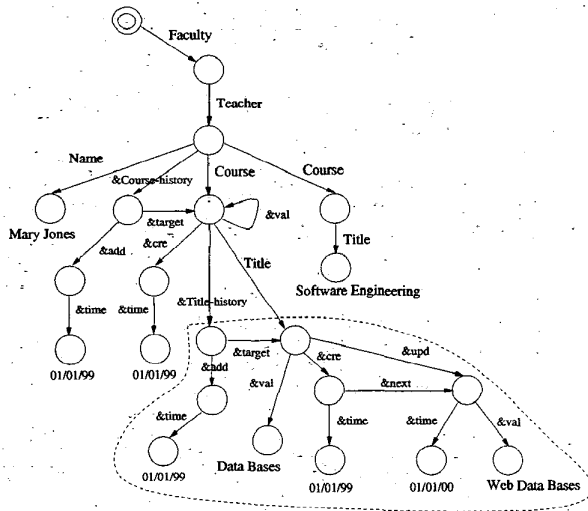 Faculty
Teacher
Name
&Course-history
Course
Course
&target
&val
Mary Jones
&add
&cre
Title
Title
Software Engineering
&time
&time
&Title-history
01/01/99
01/01/99
&target
&cre
&upd
&add
&val
&next
&time
&time
&time
&val
01/01/99
Data Bases
01/01/99
01/01/00
Web Data Bases